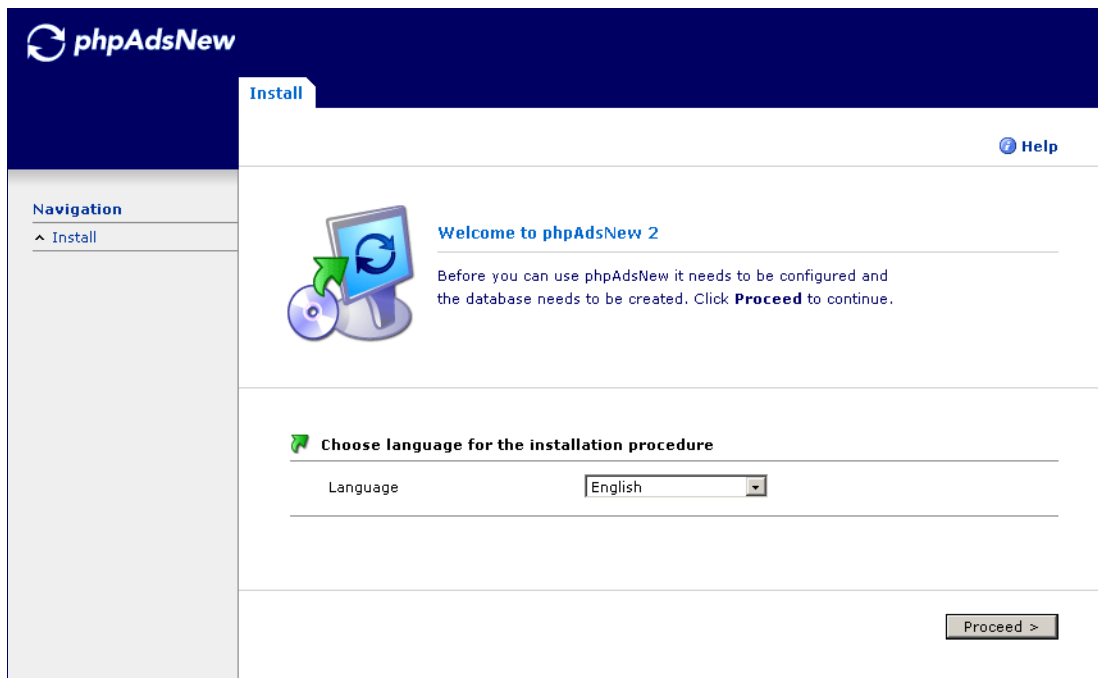 phpAdsNew
Install
Help
Navigation
Install
Welcome to phpAdsNew 2
Before you can use phpAdsNew it needs to be configured and
the database needs to be created. Click Proceed to continue.
Choose language for the installation procedure
Language
English
Proceed >